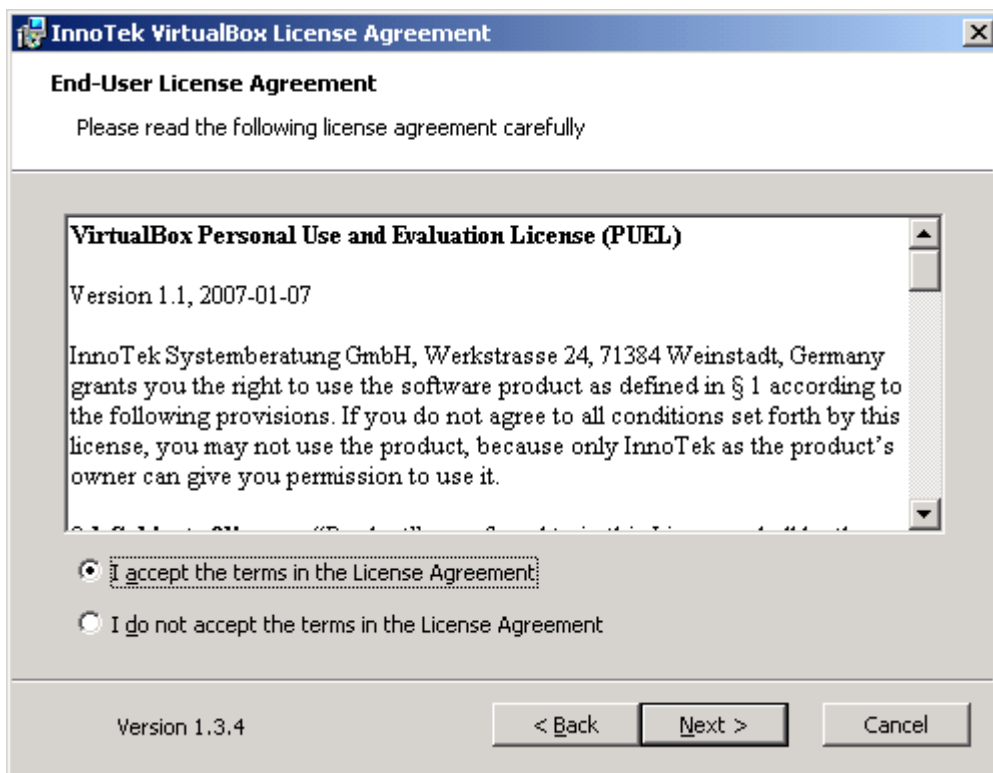 InnoTek VirtualBox License Agreement
End-User License Agreement
Please read the following license agreement carefully
VirtualBox Personal Use and Evaluation License (PUEL)
Version 1.1, 2007-01-07
InnoTek Systemberatung GmbH, Werkstrasse 24, 71384 Weinstadt, Germany
grants you the right to use the software product as defined in § 1 according to
the following provisions. If you do not agree to all conditions set forth by this
license, you may not use the product, because only InnoTek as the product’s
owner can give you permission to use it.
I accept the terms in the License Agreement
I do not accept the terms in the License Agreement
Version 1.3.4
< Back
Next >
Cancel